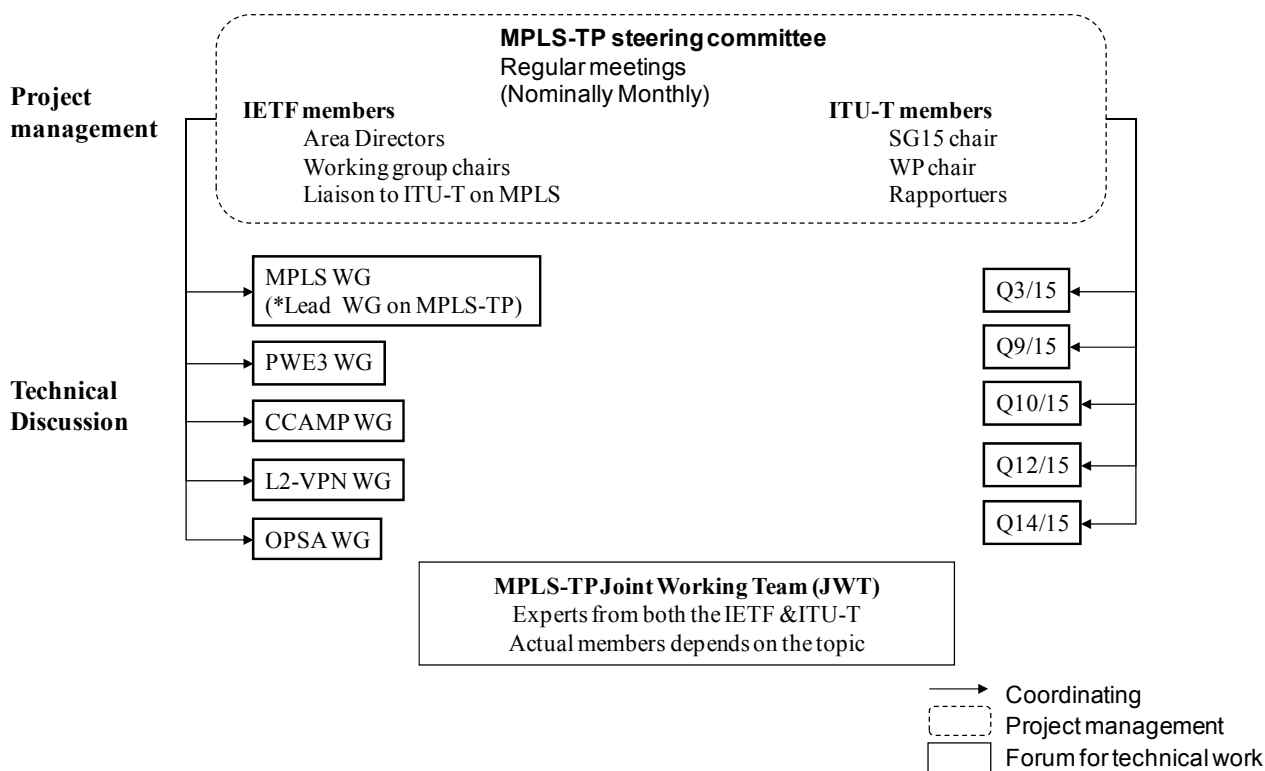 MPLS-TP steering committee
Regular meetings
(Nominally Monthly)
Project
management
IETF members
Area Directors
Working group chairs
Liaison to ITU-T on MPLS
ITU-T members
SG15 chair
WP chair
Rapportuers
Technical
Discussion
MPLS WG
(*Lead WG on MPLS-TP)
PWE3 WG
CCAMP WG
L2-VPN WG
OPSA WG
Q3/15
Q9/15
Q10/15
Q12/15
Q14/15
MPLS-TP Joint Working Team (JWT)
Experts from both the IETF & ITU-T
Actual members depends on the topic
Coordinating
Project management
Forum for technical work